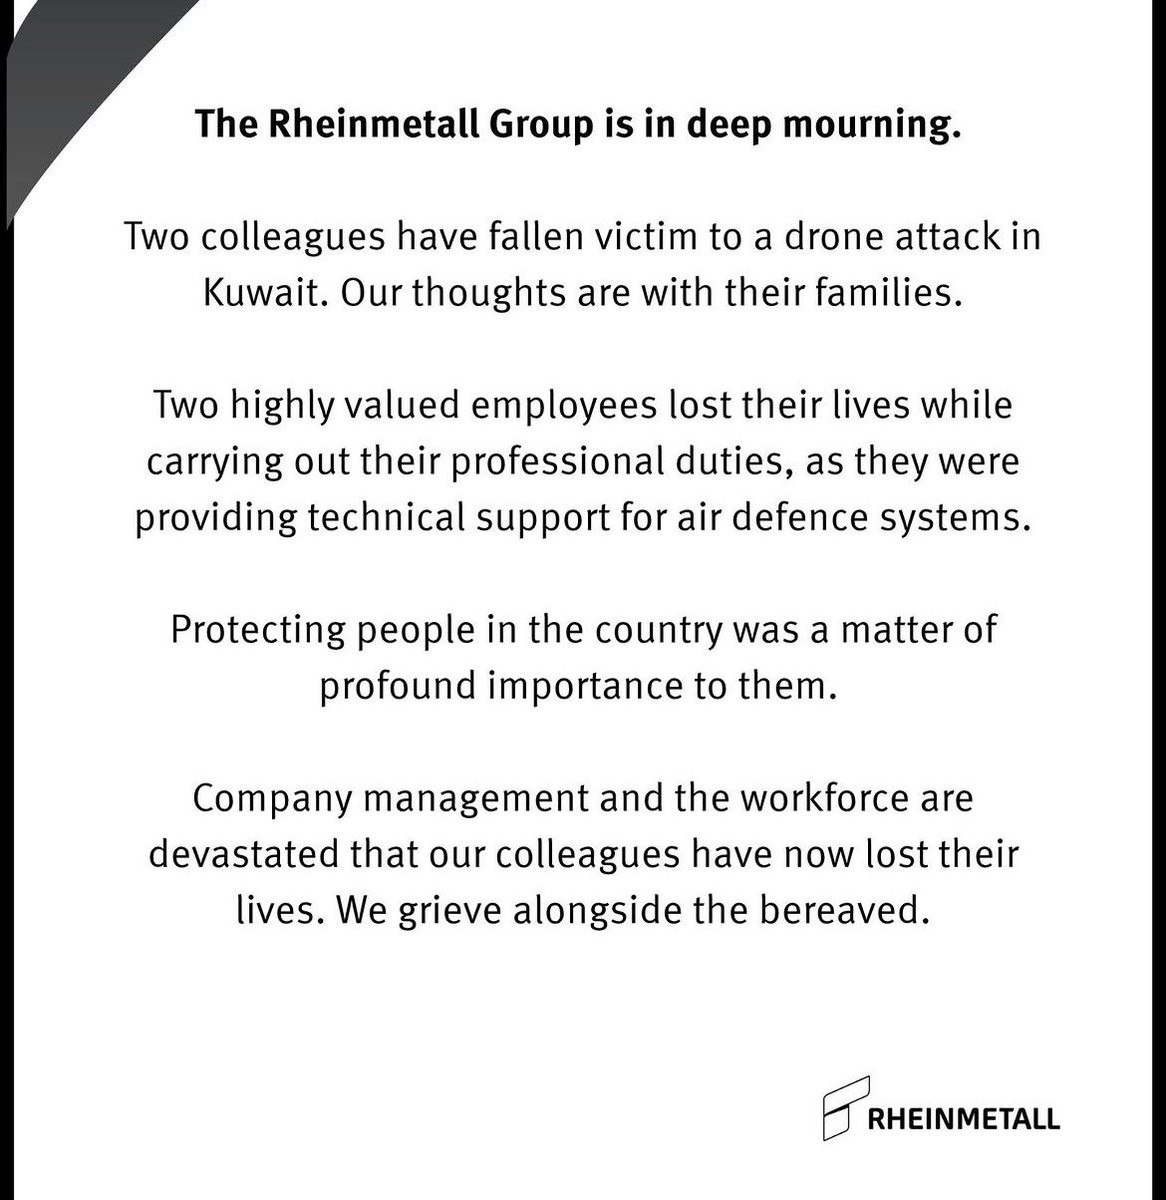 The Rheinmetall Group is in deep mourning.
Two colleagues have fallen victim to a drone attack in
Kuwait. Our thoughts are with their families.
Two highly valued employees lost their lives while
carrying out their professional duties, as they were
providing technical support for air defence systems.
Protecting people in the country was a matter of
profound importance to them.
Company management and the workforce are
devastated that our colleagues have now lost their
lives. We grieve alongside the bereaved.
RHEINMETALL